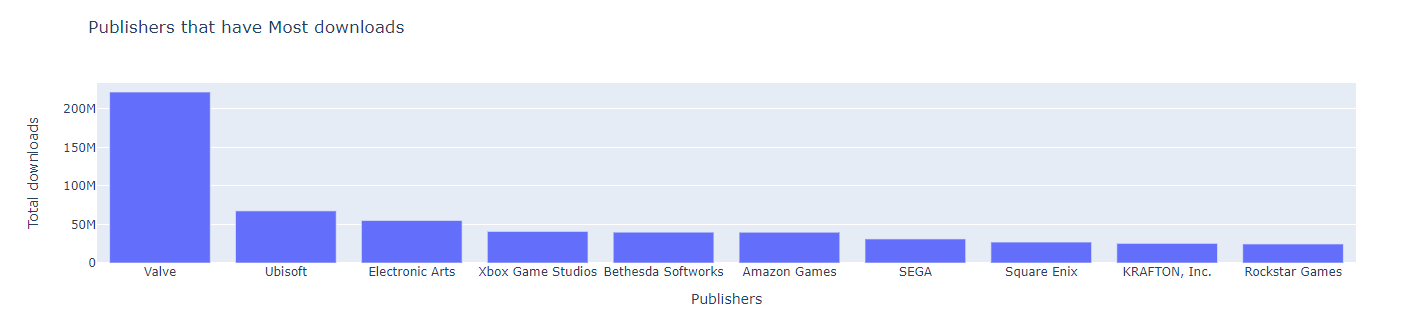 Publishers that have Most downloads
Total downloads
200M
150M
100M
50M
0
Valve Ubisoft Electronic Arts Xbox Game Studios Bethesda Softworks Amazon Games SEGA Square Enix KRAFTON, Inc. Rockstar Games
Publishers